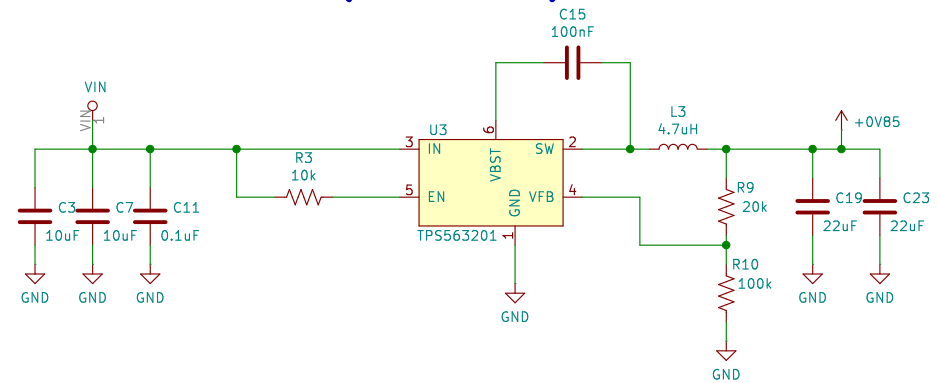 C15
100nF
VIN
VIN
1
U3
6
L3
4.7uH
+0V85
3
IN
VBST
SW
2
R3
10k
5
EN
GND
VFB
4
R9
20k
C3
10uF
C7
10uF
C11
0.1uF
C19
22uF
C23
22uF
TPS563201
1
R10
100k
GND
GND
GND
GND
GND
GND
GND